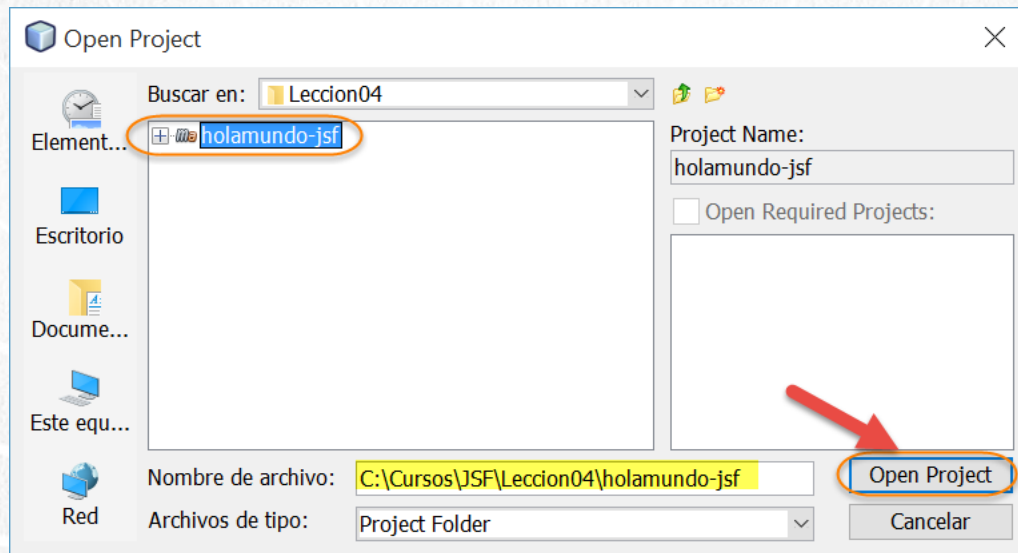 Open Project
Buscar en: Leccion04
Element...
holamundo-jsf
Project Name:
holamundo-jsf
Open Required Projects:
Escritorio
Docume...
Este equ...
Red
Nombre de archivo: C:\Cursos\JSF\Leccion04\holamundo-jsf
Open Project
Archivos de tipo: Project Folder
Cancelar